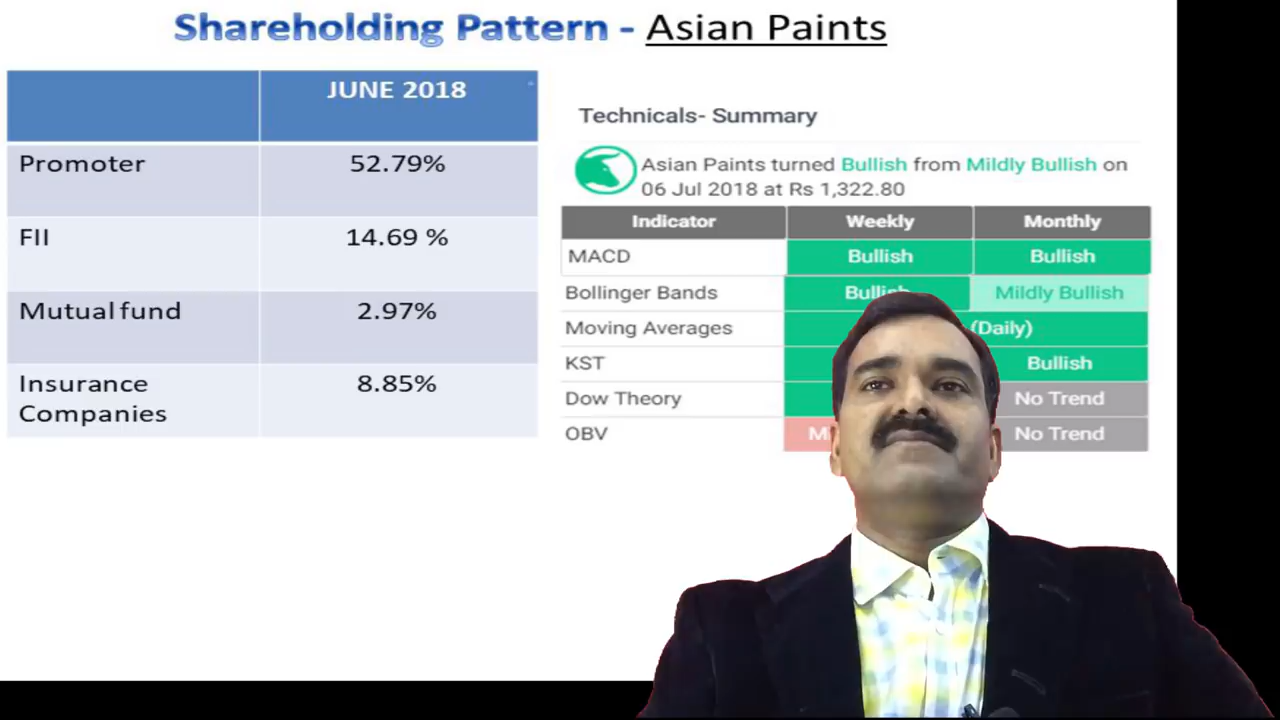 Shareholding Pattern - Asian Paints
JUNE 2018
Promoter 52.79%
FII 14.69 %
Mutual fund 2.97%
Insurance 8.85%
Companies
Technicals- Summary
Asian Paints turned Bullish from Mildly Bullish on
06 Jul 2018 at Rs 1,322.80
Indicator Weekly Monthly
MACD Bullish Bullish
Bollinger Bands Bullish Mildly Bullish
Moving Averages (Daily)
KST Bullish
Dow Theory No Trend
OBV No Trend